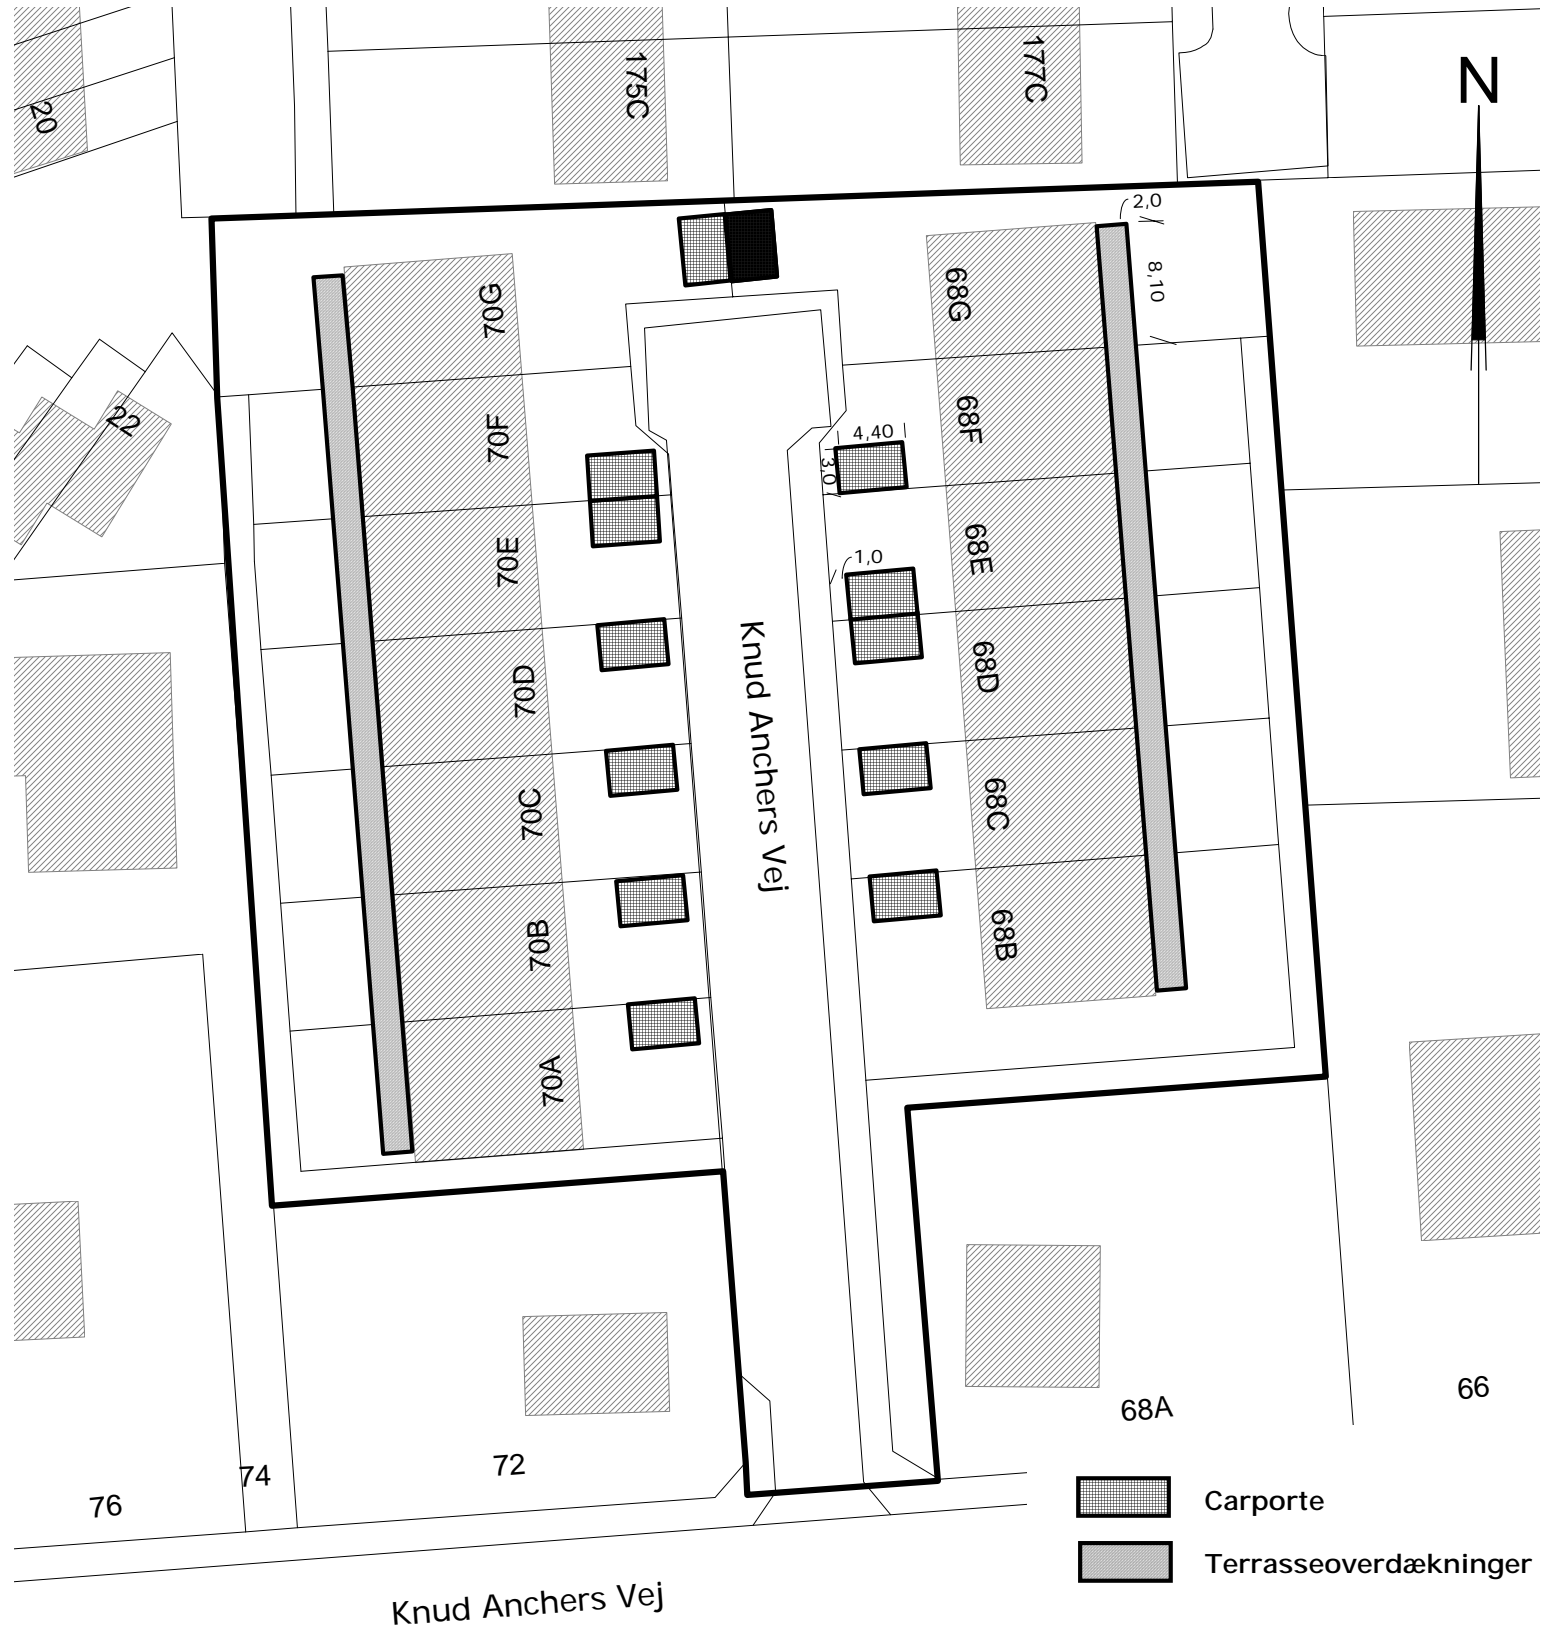 175C
177C
N
20
2,0
8,10
70G
68G
22
70F
68F
4,40
3,0
70E
68E
1,0
Knud Anchers Vej
70D
68D
70C
68C
70B
68B
70A
66
68A
72
74
76
Carporte
Terrasseoverdækninger
Knud Anchers Vej